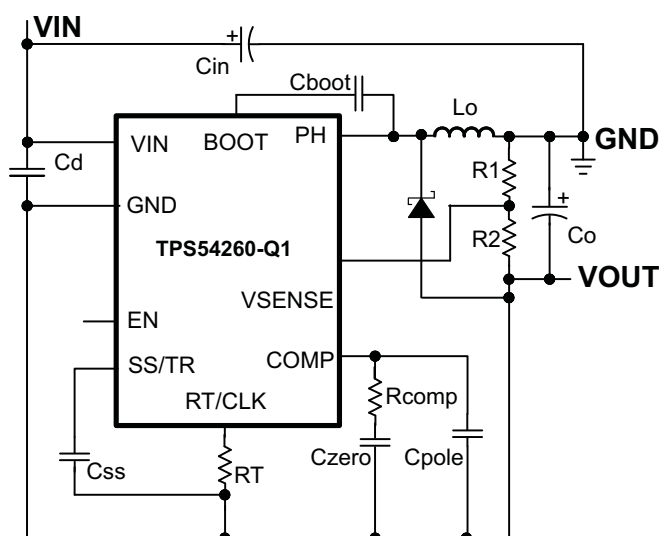 VIN
+
Cin
Cboot
Lo
VIN
BOOT
PH
GND
Cd
R1
GND
+
TPS54260-Q1
R2
Co
VSENSE
VOUT
EN
SS/TR
COMP
RT/CLK
Rcomp
Css
RT
Czero
Cpole